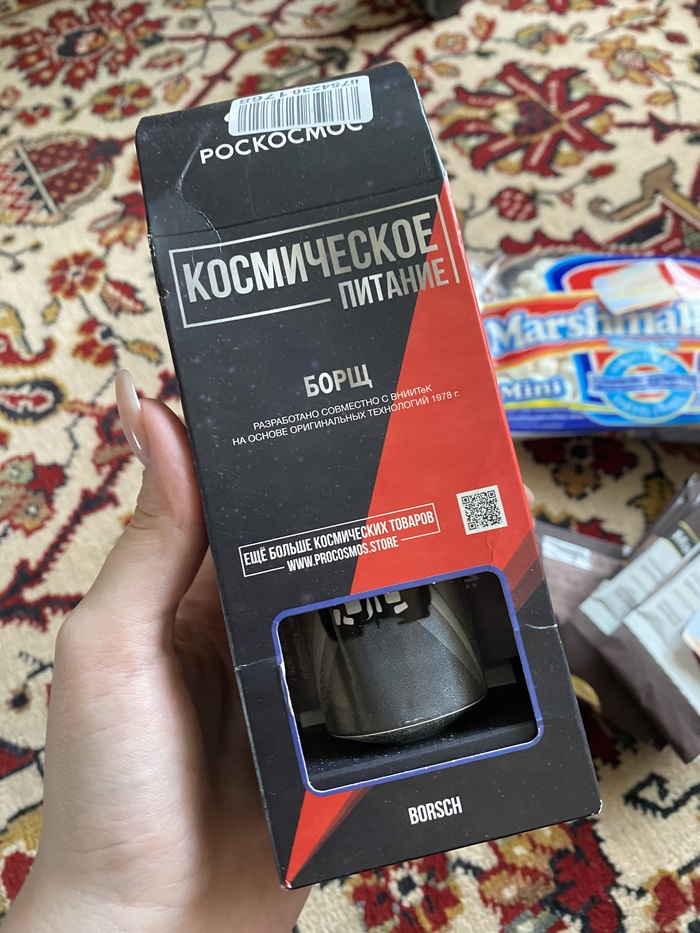 РОСКОСМОС
КОСМИЧЕСКОЕ
ПИТАНИЕ
БОРЩ
РАЗРАБОТАНО СОВМЕСТНО С ВНИИТеК
НА ОСНОВЕ ОРИГИНАЛЬНЫХ ТЕХНОЛОГИЙ 1978 г.
ЕЩЁ БОЛЬШЕ КОСМИЧЕСКИХ ТОВАРОВ
WWW.PROCOSMOS.STORE
BORSCH
Marshmal
Mini